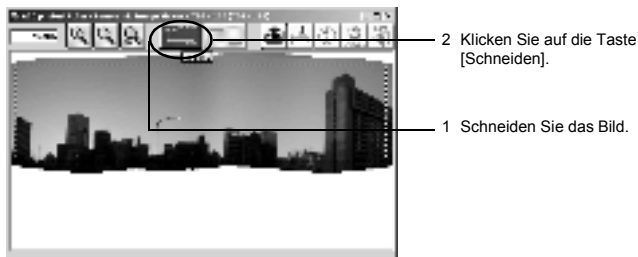 2 Klicken Sie auf die Taste
[Schneiden].
1 Schneiden Sie das Bild.